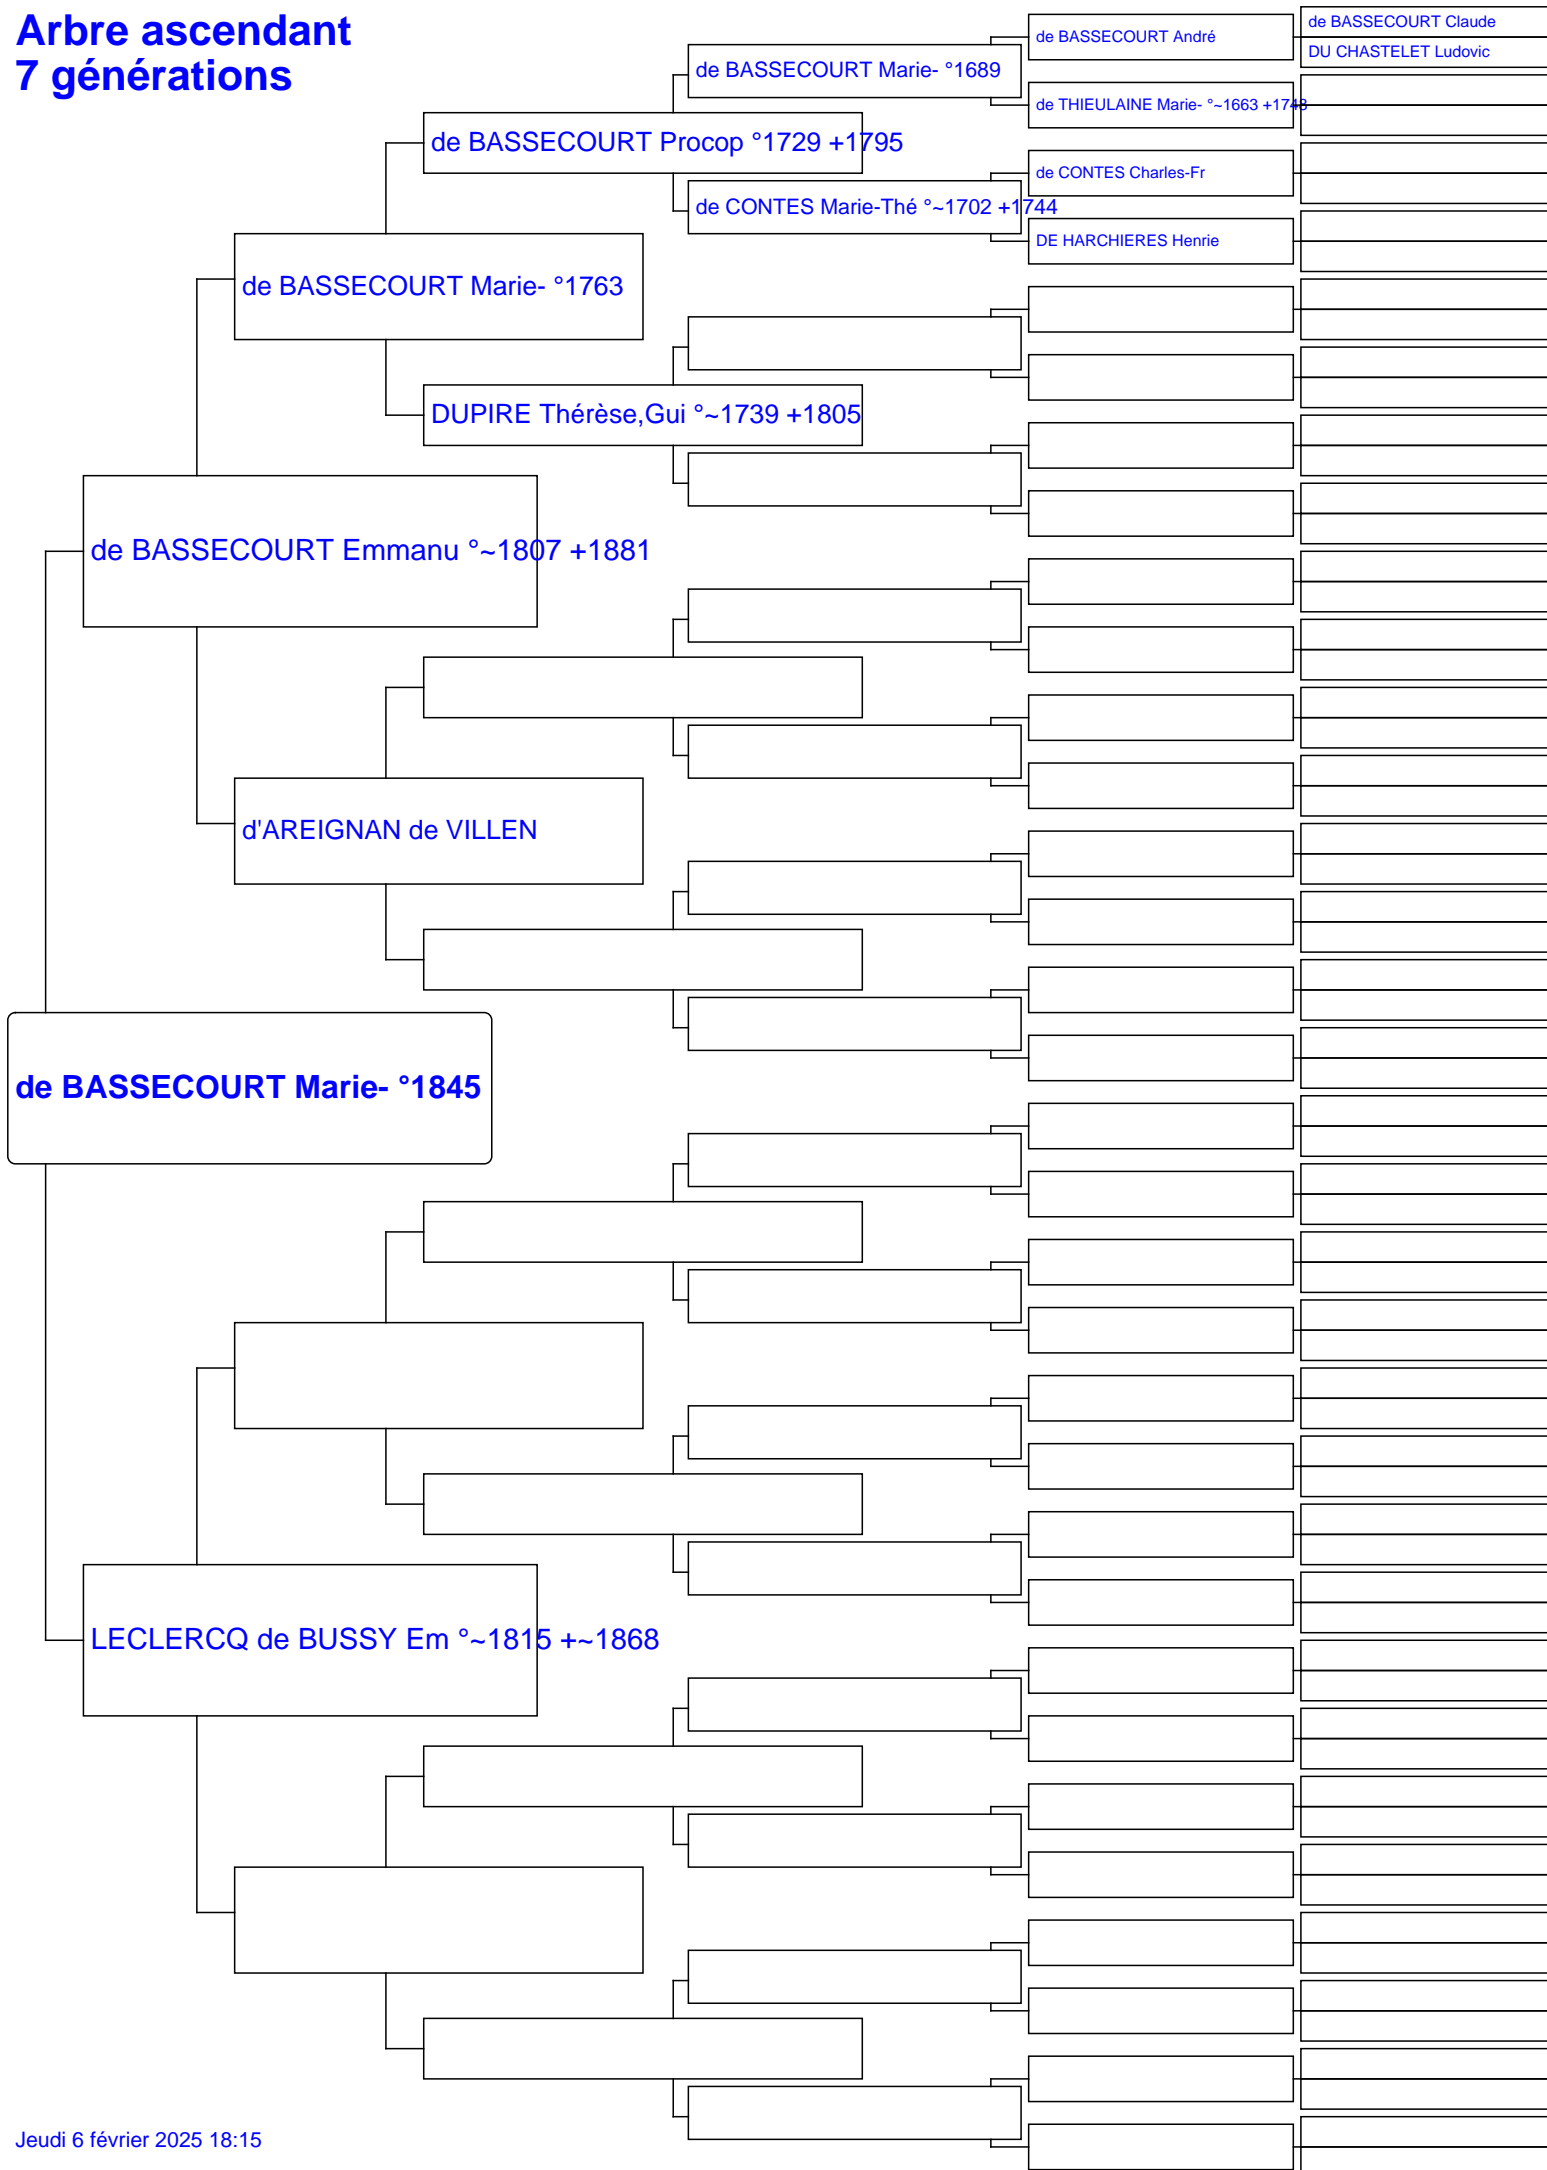 Arbre ascendant
7 générations
de BASSECOURT Claude
de BASSECOURT André
DU CHASTELET Ludovic
de BASSECOURT Marie- °1689
de THIEULAINE Marie- °~1663 +1748
de BASSECOURT Procop °1729 +1795
de CONTES Charles-Fr
de CONTES Marie-Thé °~1702 +1744
DE HARCHIERES Henrie
de BASSECOURT Marie- °1763
DUPIRE Thérèse,Gui °~1739 +1805
de BASSECOURT Emmanu °~1807 +1881
d'AREIGNAN de VILLEN
de BASSECOURT Marie- °1845
LECLERCQ de BUSSY Em °~1815 +~1868
Jeudi 6 février 2025 18:15